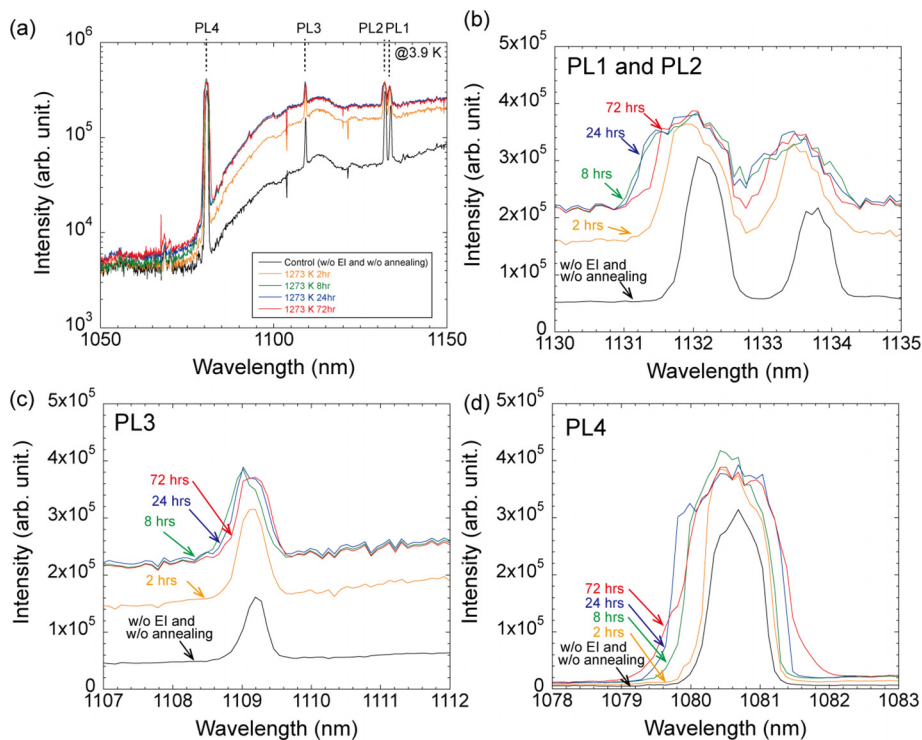 (a)
PL4
PL3
PL2
PL1
@3.9 K
10^6
10^5
10^4
10^3
Intensity (arb. unit.)
Control (w/o EI and w/o annealing)
1273 K 2hr
1273 K 8hr
1273 K 24hr
1273 K 72hr
1050
1100
1150
Wavelength (nm)
(b)
PL1 and PL2
5x10^5
4x10^5
3x10^5
2x10^5
1x10^5
0
Intensity (arb. unit.)
72 hrs
24 hrs
8 hrs
2 hrs
w/o EI and
w/o annealing
1130
1131
1132
1133
1134
1135
Wavelength (nm)
(c)
PL3
5x10^5
4x10^5
3x10^5
2x10^5
1x10^5
0
Intensity (arb. unit.)
72 hrs
24 hrs
8 hrs
2 hrs
w/o EI and
w/o annealing
1107
1108
1109
1110
1111
1112
Wavelength (nm)
(d)
PL4
5x10^5
4x10^5
3x10^5
2x10^5
1x10^5
0
Intensity (arb. unit.)
72 hrs
24 hrs
8 hrs
2 hrs
w/o EI and
w/o annealing
1078
1079
1080
1081
1082
1083
Wavelength (nm)